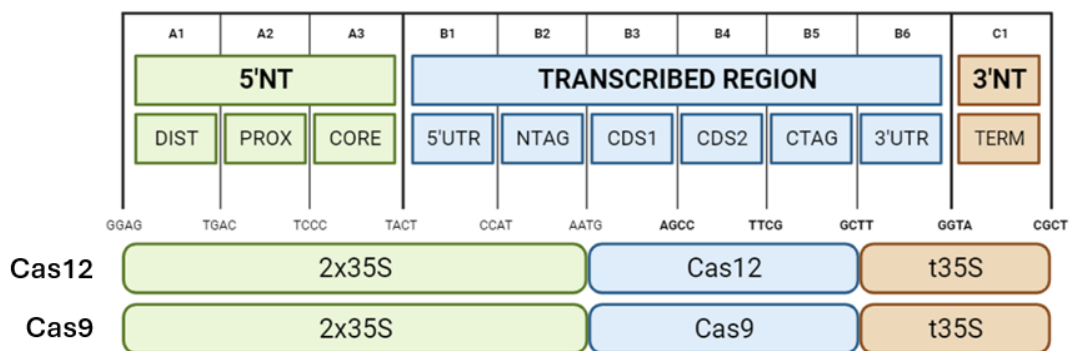 A1 A2 A3 B1 B2 B3 B4 B5 B6 C1
5'NT TRANSCRIBED REGION 3'NT
DIST PROX CORE 5'UTR NTAG CDS1 CDS2 CTAG 3'UTR TERM
GGAG TGAC TCCC TACT CCAT AATG AGCC TTCG GCTT GGTA CGCT
Cas12 2x35S Cas12 t35S
Cas9 2x35S Cas9 t35S